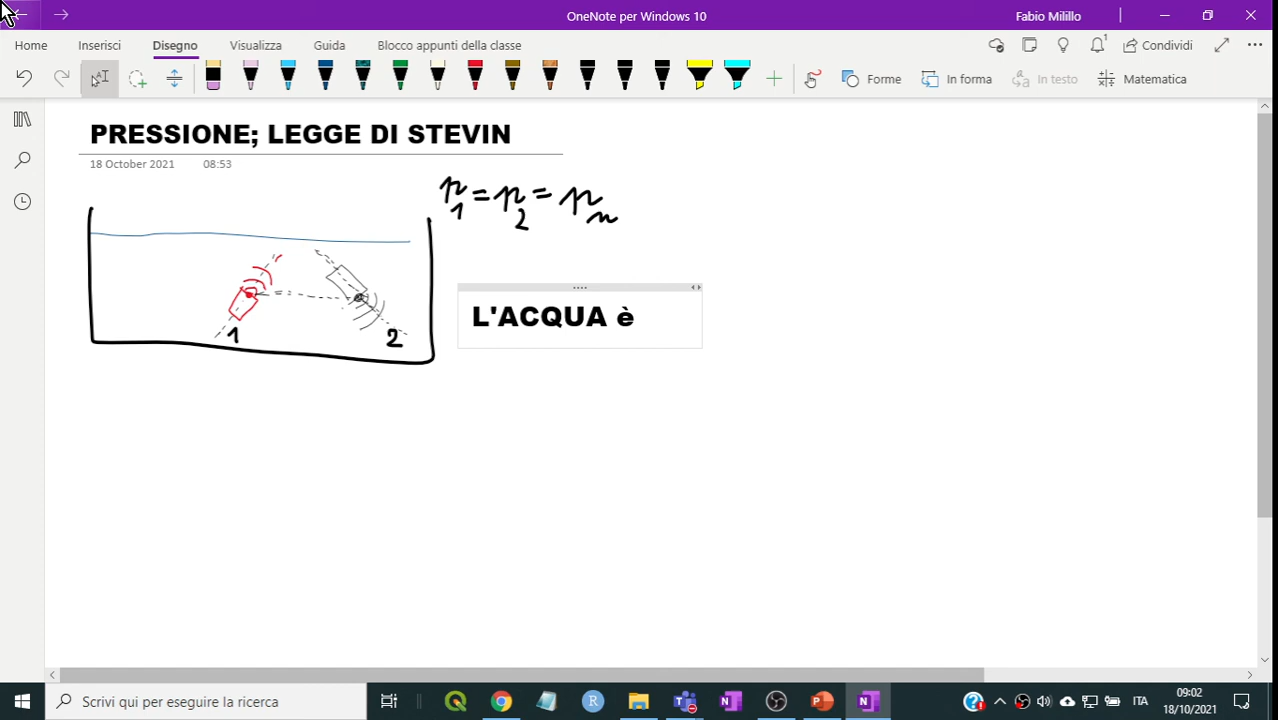 OneNote per Windows 10
Fabio Milillo
Home Inserisci Disegno Visualizza Guida Blocco appunti della classe
Condividi
Forme In forma In testo Matematica
PRESSIONE; LEGGE DI STEVIN
18 October 2021 08:53
p1 = p2 = pn
L'ACQUA è
1
2
Scrivi qui per eseguire la ricerca
ITA
09:02
18/10/2021